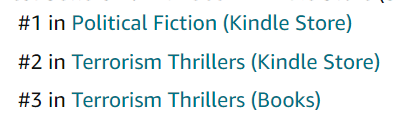 #1 in Political Fiction (Kindle Store)
#2 in Terrorism Thrillers (Kindle Store)
#3 in Terrorism Thrillers (Books)